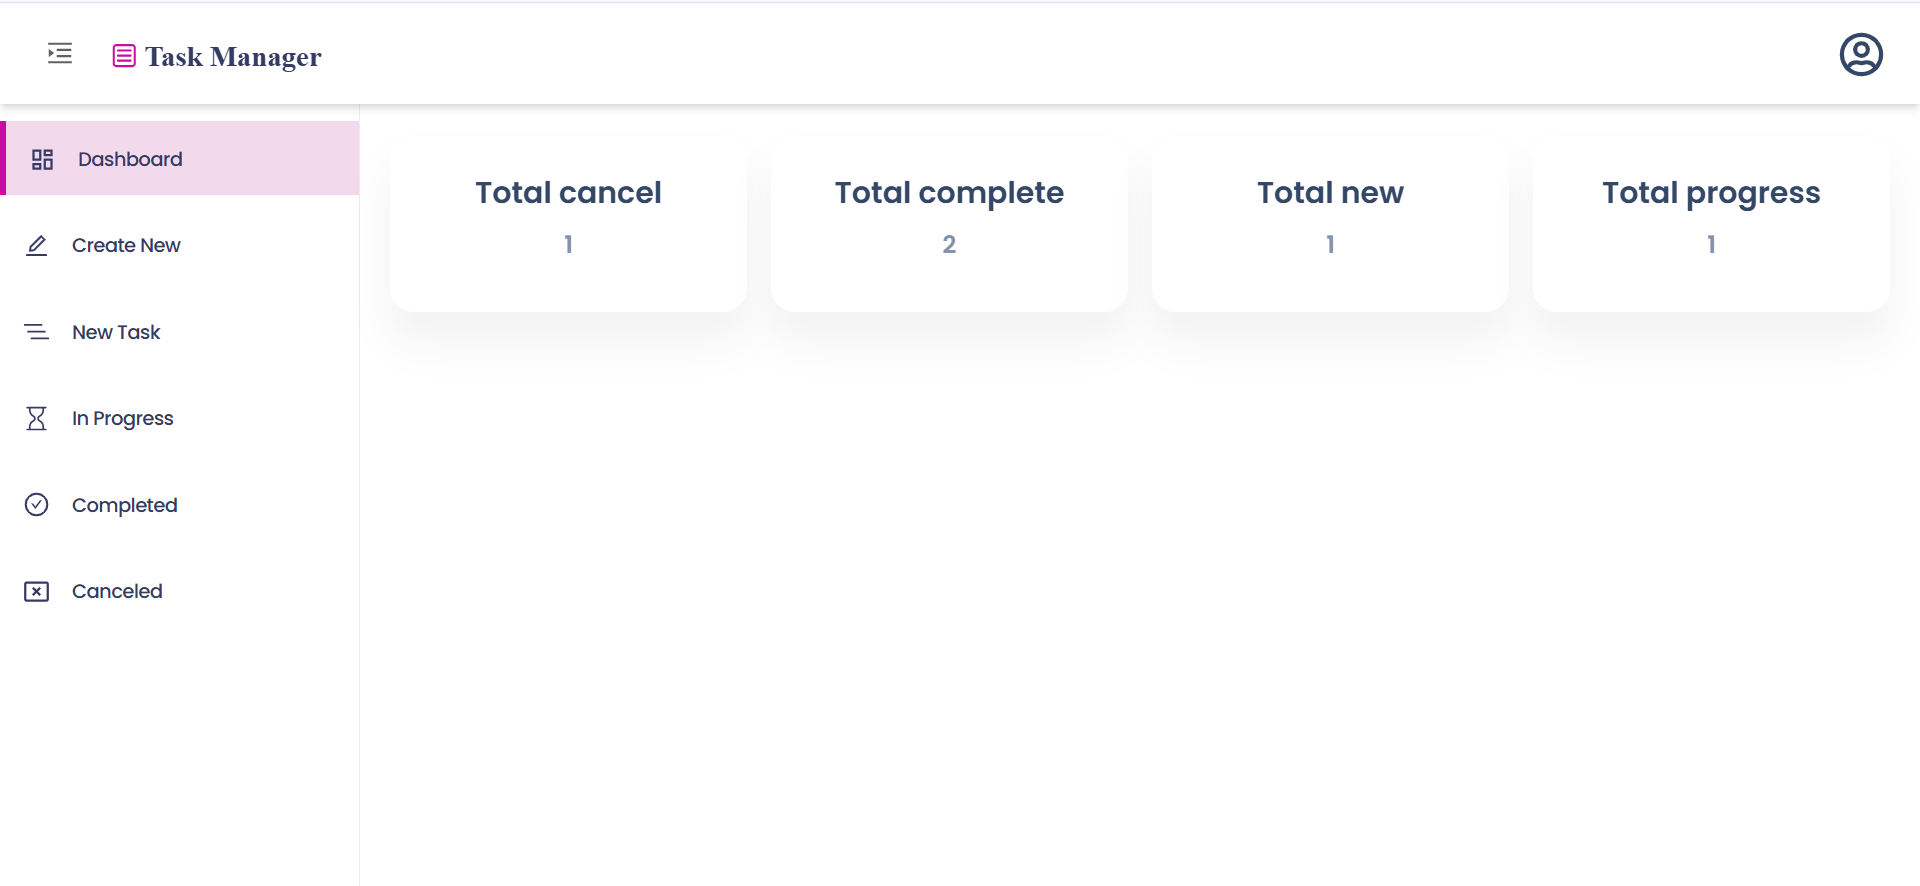 Task Manager
Dashboard
Create New
New Task
In Progress
Completed
Canceled
Total cancel
1
Total complete
2
Total new
1
Total progress
1